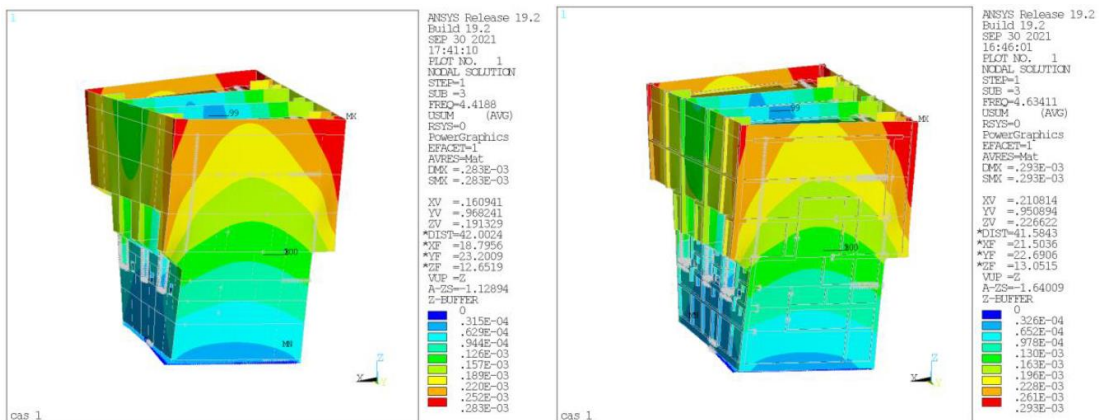 1
ANSYS Release 19.2
Build 19.2
SEP 30 2021
17:41:10
PLOT NO. 1
NODAL SOLUTION
STEP=1
SUB =3
FREQ=4.4188
USUM (AVG)
RSYS=0
PowerGraphics
EFACET=1
AVRES=Mat
DMX =.283E-03
SMX =.283E-03
XV =.160941
YV =.968241
ZV =.191329
*DIST=42.0024
*XF =18.7956
*YF =23.2009
*ZF =12.6519
VUP =Z
A-ZS=-1.12894
Z-BUFFER
0
.315E-04
.629E-04
.944E-04
.126E-03
.157E-03
.189E-03
.220E-03
.252E-03
.283E-03
MX
MN
Z
X
Y
cas 1
1
ANSYS Release 19.2
Build 19.2
SEP 30 2021
16:46:01
PLOT NO. 1
NODAL SOLUTION
STEP=1
SUB =3
FREQ=4.63411
USUM (AVG)
RSYS=0
PowerGraphics
EFACET=1
AVRES=Mat
DMX =.293E-03
SMX =.293E-03
XV =.210814
YV =.950894
ZV =.226622
*DIST=41.5843
*XF =21.5036
*YF =22.6906
*ZF =13.0515
VUP =Z
A-ZS=-1.64009
Z-BUFFER
0
.326E-04
.652E-04
.978E-04
.130E-03
.163E-03
.196E-03
.228E-03
.261E-03
.293E-03
MX
MN
Z
X
Y
cas 1